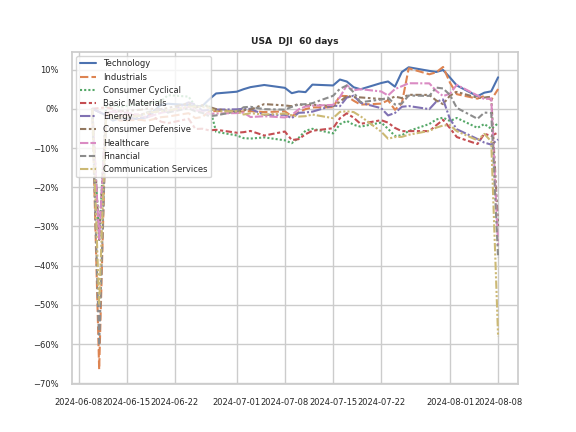 USA DJI 60 days
10%
0%
−10%
−20%
−30%
−40%
−50%
−60%
−70%
Technology
Industrials
Consumer Cyclical
Basic Materials
Energy
Consumer Defensive
Healthcare
Financial
Communication Services
2024-06-08 2024-06-15 2024-06-22 2024-07-01 2024-07-08 2024-07-15 2024-07-22 2024-08-01 2024-08-08